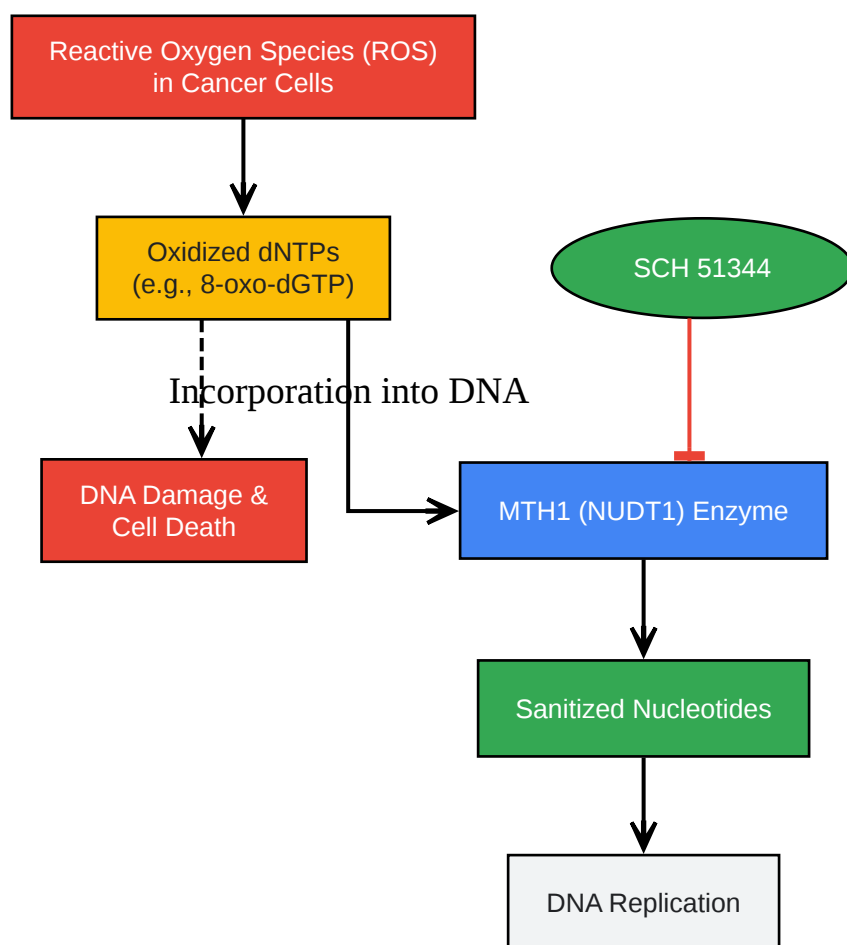 Reactive Oxygen Species (ROS)
in Cancer Cells
Oxidized dNTPs
(e.g., 8-oxo-dGTP)
SCH 51344
Incorporation into DNA
DNA Damage &
Cell Death
MTH1 (NUDT1) Enzyme
Sanitized Nucleotides
DNA Replication